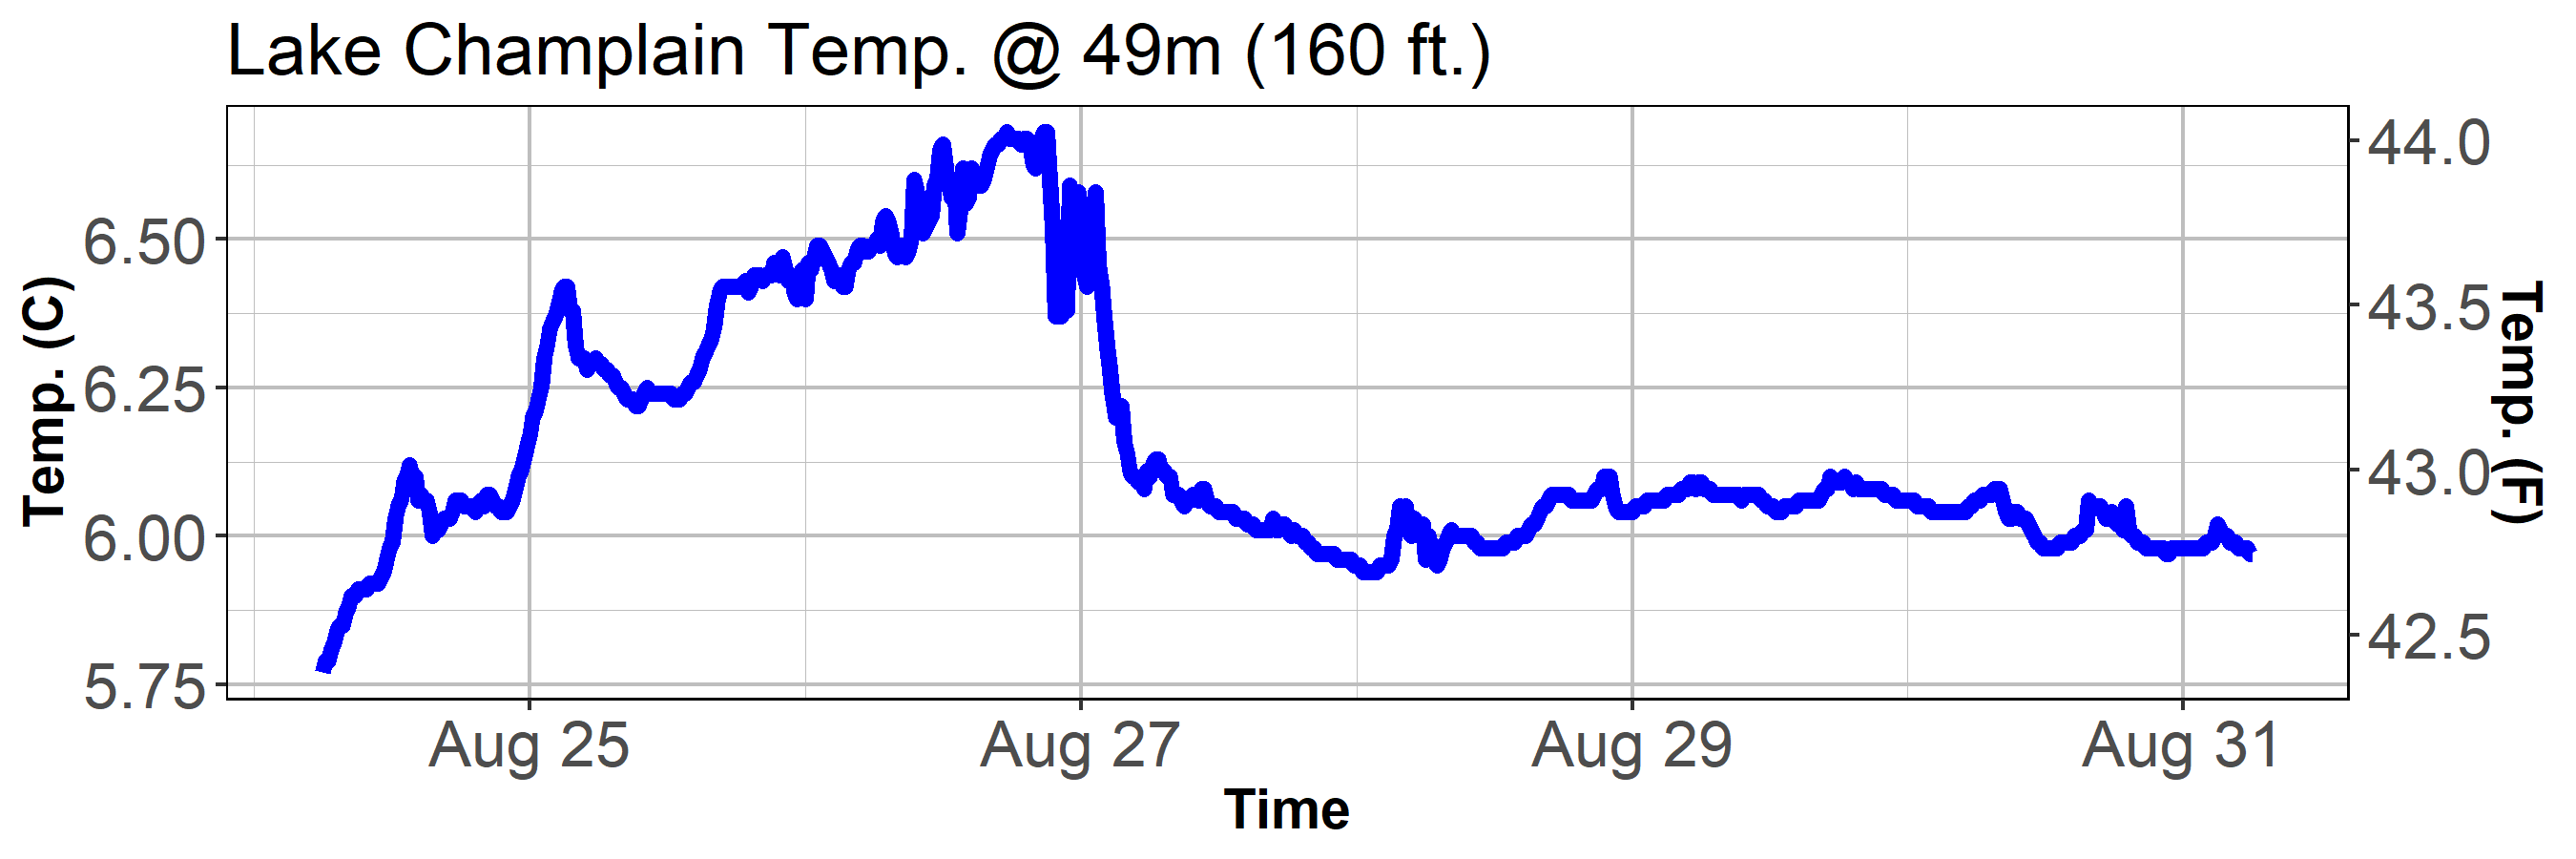 Lake Champlain Temp. @ 49m (160 ft.)
Temp. (C)
6.50
6.25
6.00
5.75
44.0
43.5
43.0
42.5
Temp. (F)
Aug 25
Aug 27
Aug 29
Aug 31
Time